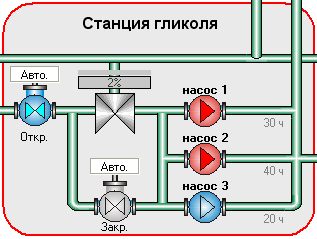 Станция гликоля
Авто.
2%
насос 1
30 ч
Откр.
насос 2
Авто.
40 ч
насос 3
20 ч
Закр.